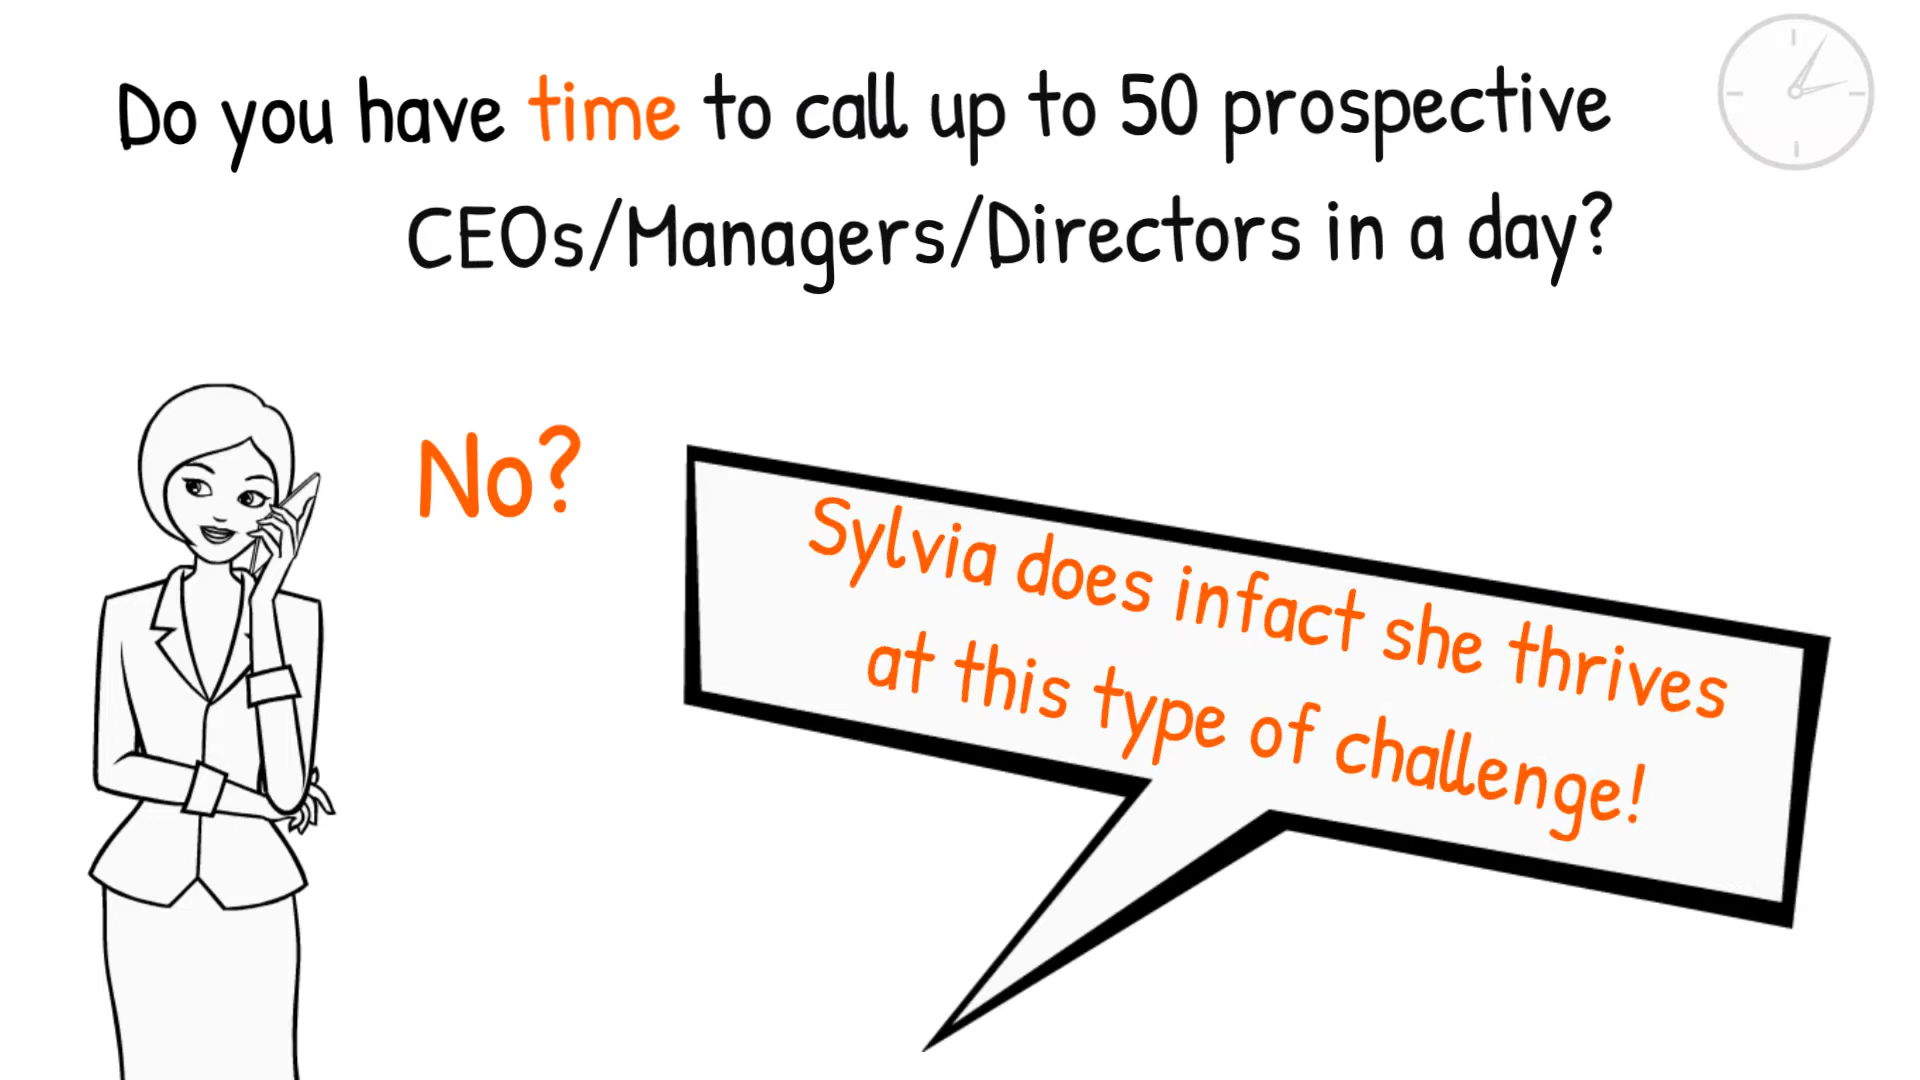 Do you have time to call up to 50 prospective
CEOs/Managers/Directors in a day?
No?
Sylvia does infact she thrives
at this type of challenge!